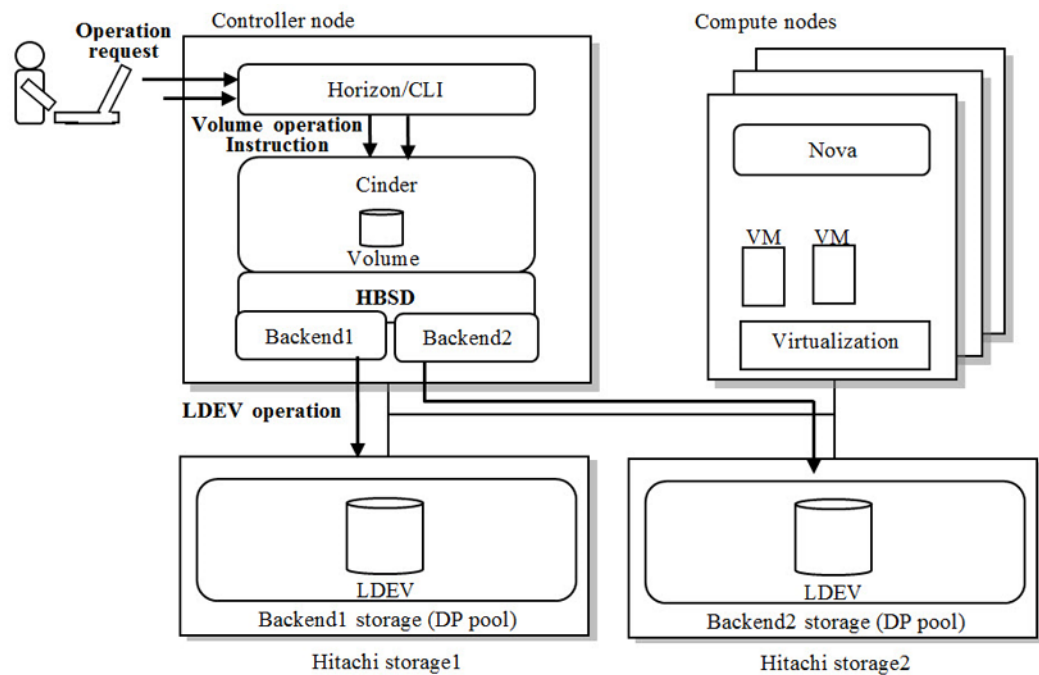 Controller node
Compute nodes
Operation
request
Horizon/CLI
Volume operation
Instruction
Cinder
Volume
HBSD
Backend1
Backend2
Nova
VM
VM
Virtualization
LDEV operation
LDEV
Backend1 storage (DP pool)
Hitachi storage1
LDEV
Backend2 storage (DP pool)
Hitachi storage2